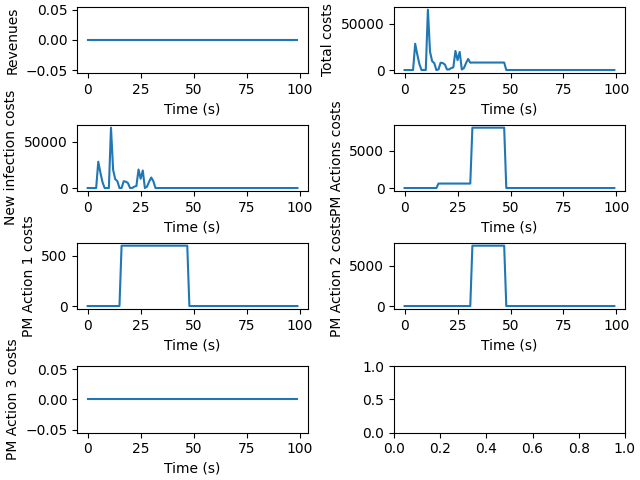 Revenues
0.05
0.00
−0.05
0 25 50 75 100
Time (s)
Total costs
50000
0
0 25 50 75 100
Time (s)
New infection costs
50000
0
0 25 50 75 100
Time (s)
PM Actions costs
5000
0
0 25 50 75 100
Time (s)
PM Action 1 costs
500
0
0 25 50 75 100
Time (s)
PM Action 2 costs
5000
0
0 25 50 75 100
Time (s)
PM Action 3 costs
0.05
0.00
−0.05
0 25 50 75 100
Time (s)
1.0
0.5
0.0
0.0 0.2 0.4 0.6 0.8 1.0